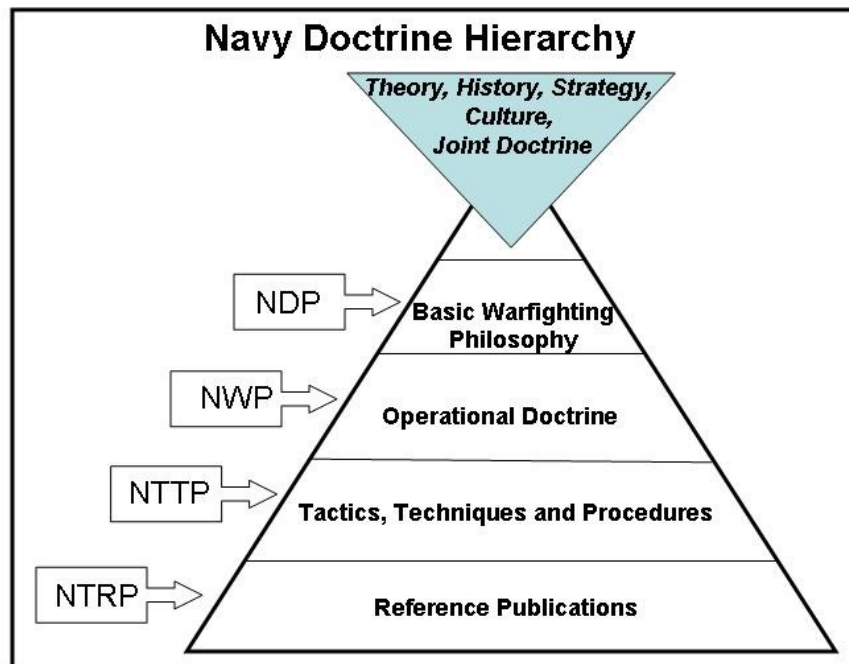 Navy Doctrine Hierarchy
Theory, History, Strategy,
Culture,
Joint Doctrine
NDP
Basic Warfighting
Philosophy
NWP
Operational Doctrine
NTTP
Tactics, Techniques and Procedures
NTRP
Reference Publications